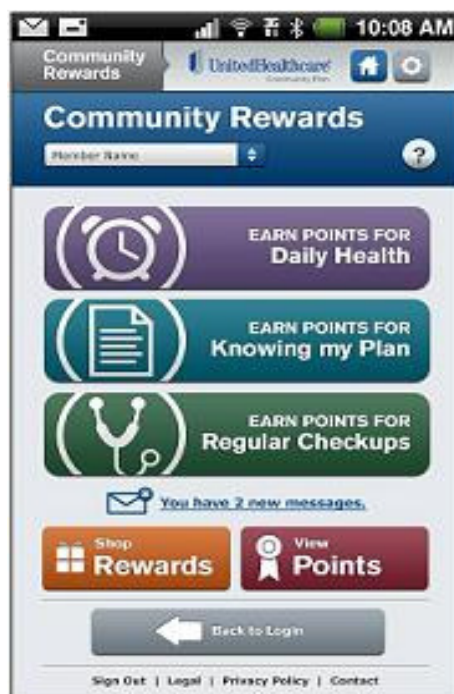 10:08 AM
Community
Rewards
UnitedHealthcare
Community Plan
Community Rewards
Member Name
?
EARN POINTS FOR
Daily Health
EARN POINTS FOR
Knowing my Plan
EARN POINTS FOR
Regular Checkups
You have 2 new messages.
Shop
Rewards
View
Points
Back to Login
Sign Out | Legal | Privacy Policy | Contact